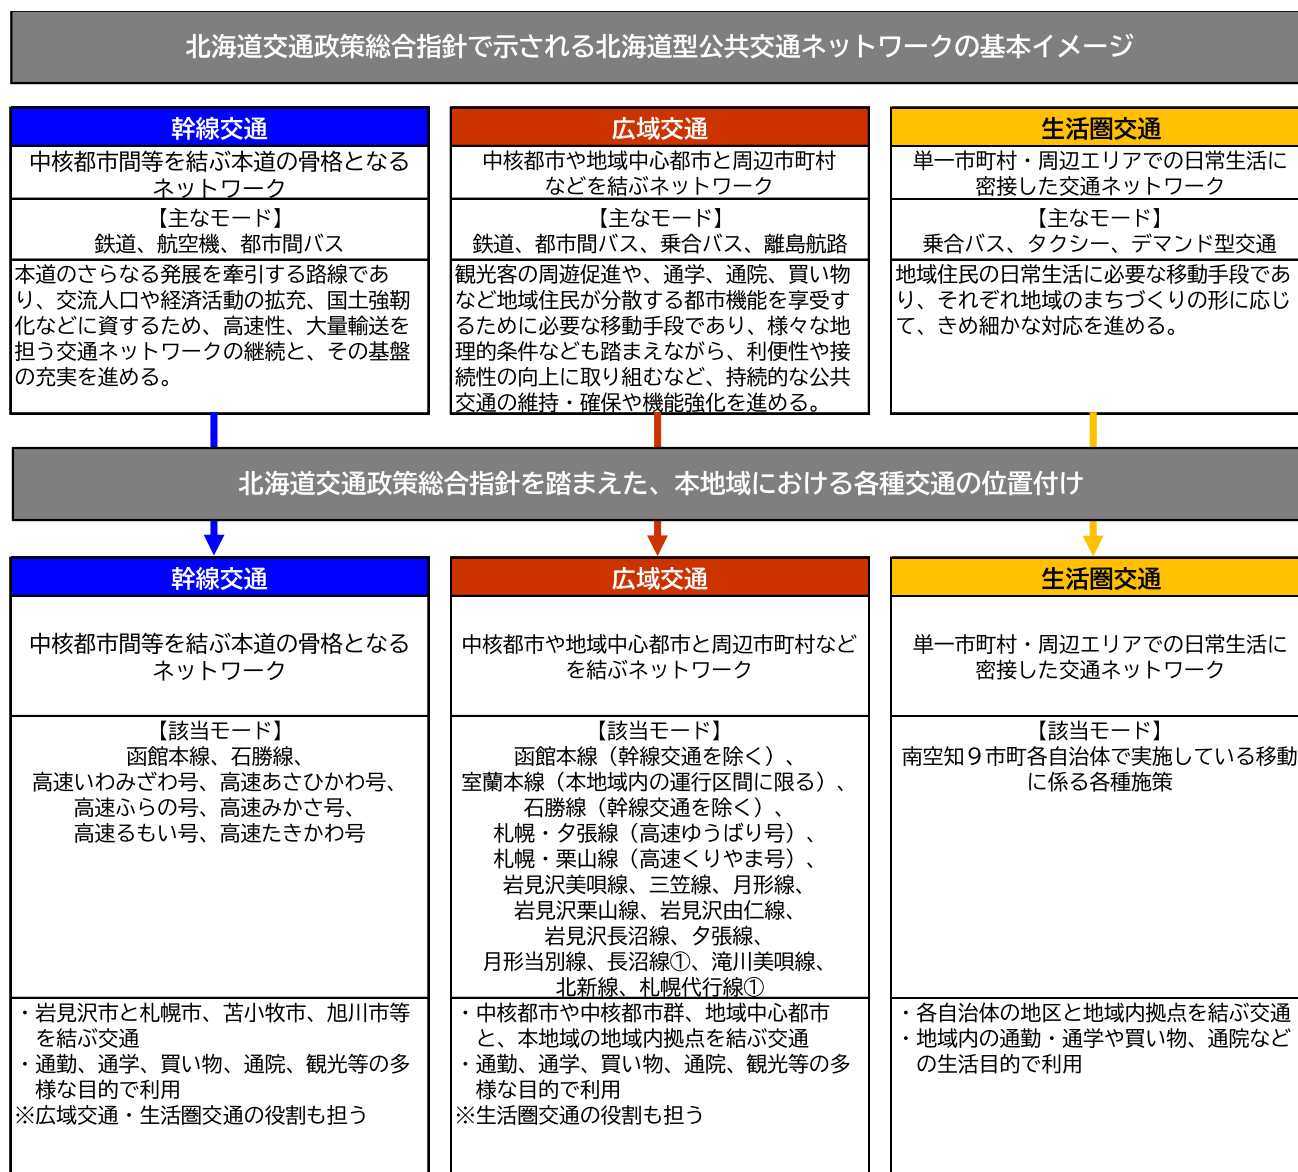 北海道交通政策総合指針で示される北海道型公共交通ネットワークの基本イメージ
幹線交通
中核都市間等を結ぶ本道の骨格となる
ネットワーク
【主なモード】
鉄道、航空機、都市間バス
本道のさらなる発展を牽引する路線であ
り、交流人口や経済活動の拡充、国土強靭
化などに資するため、高速性、大量輸送を
担う交通ネットワークの継続と、その基盤
の充実を進める。
広域交通
中核都市や地域中心都市と周辺市町村
などを結ぶネットワーク
【主なモード】
鉄道、都市間バス、乗合バス、離島航路
観光客の周遊促進や、通学、通院、買い物
など地域住民が分散する都市機能を享受す
るために必要な移動手段であり、様々な地
理的条件なども踏まえながら、利便性や接
続性の向上に取り組むなど、持続的な公共
交通の維持・確保や機能強化を進める。
生活圏交通
単一市町村・周辺エリアでの日常生活に
密接した交通ネットワーク
【主なモード】
乗合バス、タクシー、デマンド型交通
地域住民の日常生活に必要な移動手段であ
り、それぞれ地域のまちづくりの形に応じ
て、きめ細かな対応を進める。
北海道交通政策総合指針を踏まえた、本地域における各種交通の位置付け
幹線交通
中核都市間等を結ぶ本道の骨格となる
ネットワーク
【該当モード】
函館本線、石勝線、
高速いわみざわ号、高速あさひかわ号、
高速ふらの号、高速みかさ号、
高速るもい号、高速たきかわ号
・岩見沢市と札幌市、苫小牧市、旭川市等
を結ぶ交通
・通勤、通学、買い物、通院、観光等の多
様な目的で利用
※広域交通・生活圏交通の役割も担う
広域交通
中核都市や地域中心都市と周辺市町村など
を結ぶネットワーク
【該当モード】
函館本線（幹線交通を除く）、
室蘭本線（本地域内の運行区間に限る）、
石勝線（幹線交通を除く）、
札幌・夕張線（高速ゆうばり号）、
札幌・栗山線（高速くりやま号）、
岩見沢美唄線、三笠線、月形線、
岩見沢栗山線、岩見沢由仁線、
岩見沢長沼線、夕張線、
月形当別線、長沼線①、滝川美唄線、
北新線、札幌代行線①
・中核都市や中核都市群、地域中心都市
と、本地域の地域内拠点を結ぶ交通
・通勤、通学、買い物、通院、観光等の多
様な目的で利用
※生活圏交通の役割も担う
生活圏交通
単一市町村・周辺エリアでの日常生活に
密接した交通ネットワーク
【該当モード】
南空知９市町各自治体で実施している移動
に係る各種施策
・各自治体の地区と地域内拠点を結ぶ交通
・地域内の通勤・通学や買い物、通院など
の生活目的で利用